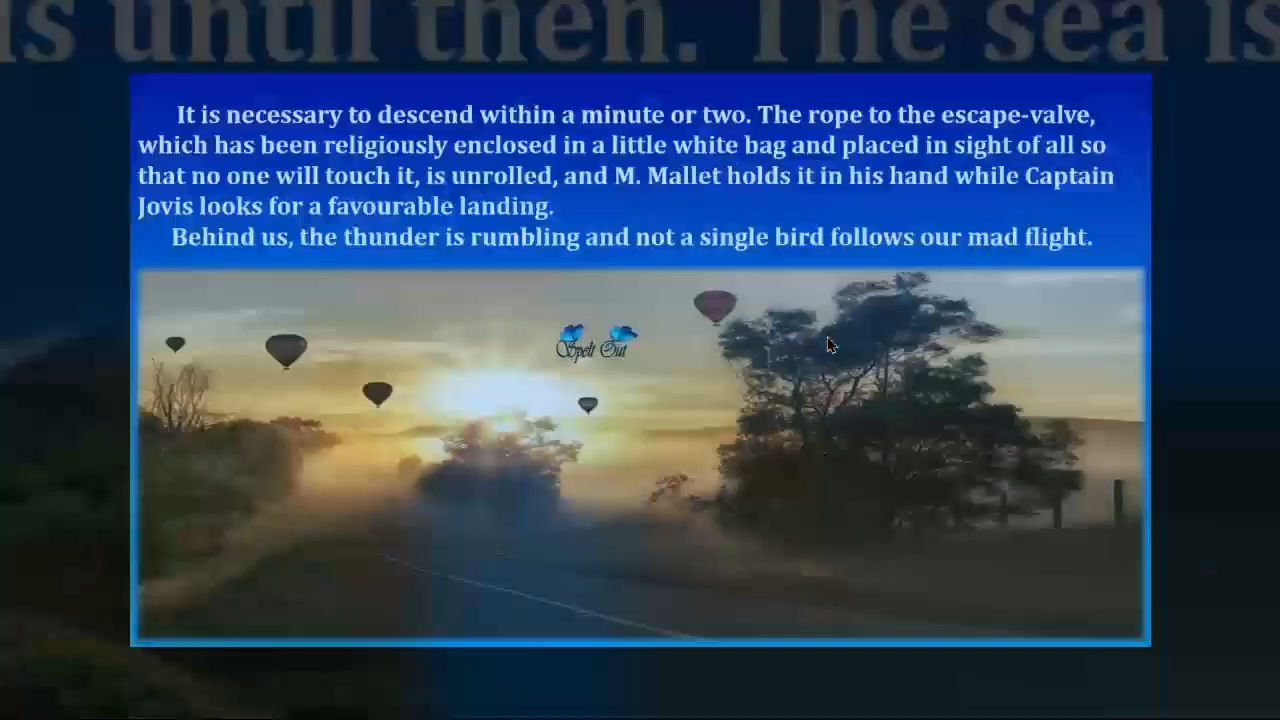 is until then. The sea is
It is necessary to descend within a minute or two. The rope to the escape-valve,
which has been religiously enclosed in a little white bag and placed in sight of all so
that no one will touch it, is unrolled, and M. Mallet holds it in his hand while Captain
Jovis looks for a favourable landing.
Behind us, the thunder is rumbling and not a single bird follows our mad flight.
Spelt Out